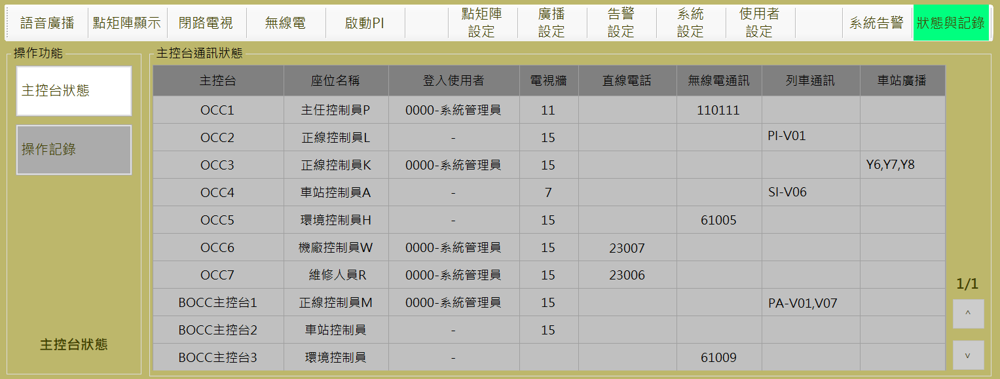 語音廣播 點矩陣顯示 閉路電視 無線電 啟動PI 點矩陣 設定 廣播 設定 告警 設定 系統 設定 使用者 設定 系統告警 狀態與記錄
操作功能
主控台狀態
操作記錄
主控台狀態
主控台通訊狀態
主控台 座位名稱 登入使用者 電視牆 直線電話 無線電通訊 列車通訊 車站廣播
OCC1 主任控制員P 0000-系統管理員 11 110111
OCC2 正線控制員L - 15 PI-V01
OCC3 正線控制員K 0000-系統管理員 15 Y6,Y7,Y8
OCC4 車站控制員A - 7 SI-V06
OCC5 環境控制員H - 15 61005
OCC6 機廠控制員W 0000-系統管理員 15 23007
OCC7 維修人員R 0000-系統管理員 15 23006
BOCC主控台1 正線控制員M 0000-系統管理員 15 PA-V01,V07
BOCC主控台2 車站控制員 - 15
BOCC主控台3 環境控制員 - 61009
1/1
^
v